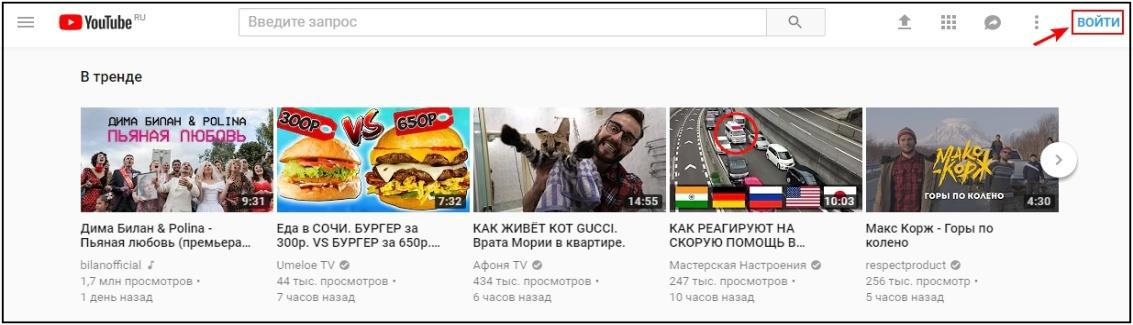 YouTube RU
Введите запрос
ВОЙТИ
В тренде
ДИМА БИЛАН & POLINA
ПЬЯНАЯ ЛЮБОВЬ
9:31
300Р VS 650Р
7:32
14:55
10:03
МАКС
КОРЖ
ГОРЫ ПО КОЛЕНО
4:30
Дима Билан & Polina -
Пьяная любовь (премьера...
bilanofficial
1,7 млн просмотров •
1 день назад
Еда в СОЧИ. БУРГЕР за
300р. VS БУРГЕР за 650р....
Umeloe TV
44 тыс. просмотров •
7 часов назад
КАК ЖИВЁТ КОТ GUCCI.
Врата Мории в квартире.
Афоня TV
434 тыс. просмотров •
6 часов назад
КАК РЕАГИРУЮТ НА
СКОРУЮ ПОМОЩЬ В...
Мастерская Настроения
247 тыс. просмотров •
10 часов назад
Макс Корж - Горы по
колено
respectproduct
256 тыс. просмотр •
5 часов назад